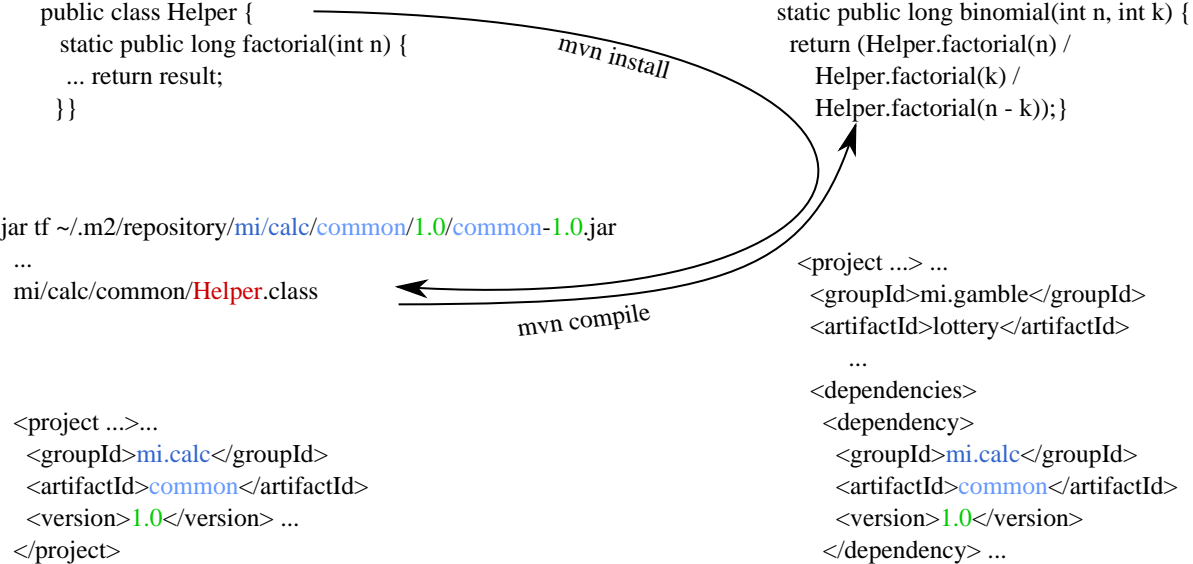 public class Helper {
static public long factorial(int n) {
... return result;
}}
mvn install
static public long binomial(int n, int k) {
return (Helper.factorial(n) /
Helper.factorial(k) /
Helper.factorial(n - k));}
jar tf ~/.m2/repository/mi/calc/common/1.0/common-1.0.jar
...
mi/calc/common/Helper.class
mvn compile
<project ...>...
<groupId>mi.calc</groupId>
<artifactId>common</artifactId>
<version>1.0</version> ...
</project>
<project ...> ...
<groupId>mi.gamble</groupId>
<artifactId>lottery</artifactId>
...
<dependencies>
<dependency>
<groupId>mi.calc</groupId>
<artifactId>common</artifactId>
<version>1.0</version>
</dependency> ...